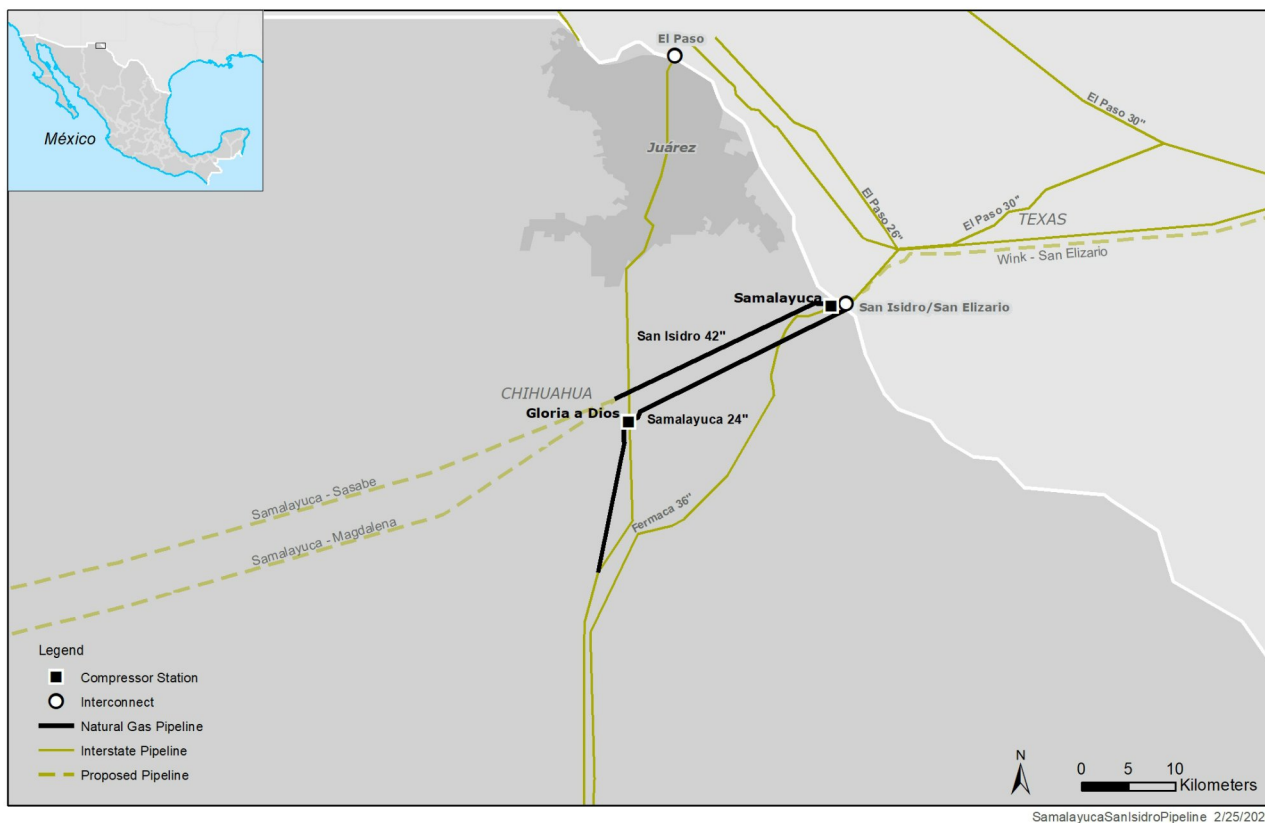 México
El Paso
Juárez
El Paso 30"
El Paso 26"
El Paso 30"
TEXAS
Wink - San Elizario
Samalayuca
San Isidro/San Elizario
San Isidro 42"
CHIHUAHUA
Gloria a Dios
Samalayuca 24"
Samalayuca - Sasabe
Samalayuca - Magdalena
Fermaca 36"
Legend
Compressor Station
Interconnect
Natural Gas Pipeline
Interstate Pipeline
Proposed Pipeline
N
0 5 10
Kilometers
SamalayucaSanIsidroPipeline 2/25/202